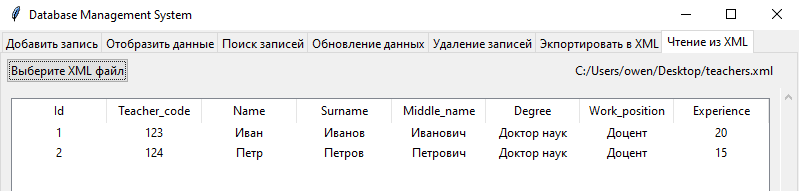 Database Management System
Добавить запись Отобразить данные Поиск записей Обновление данных Удаление записей Экпортировать в XML Чтение из XML
Выберите XML файл C:/Users/owen/Desktop/teachers.xml
Id Teacher_code Name Surname Middle_name Degree Work_position Experience
1 123 Иван Иванов Иванович Доктор наук Доцент 20
2 124 Петр Петров Петрович Доктор наук Доцент 15